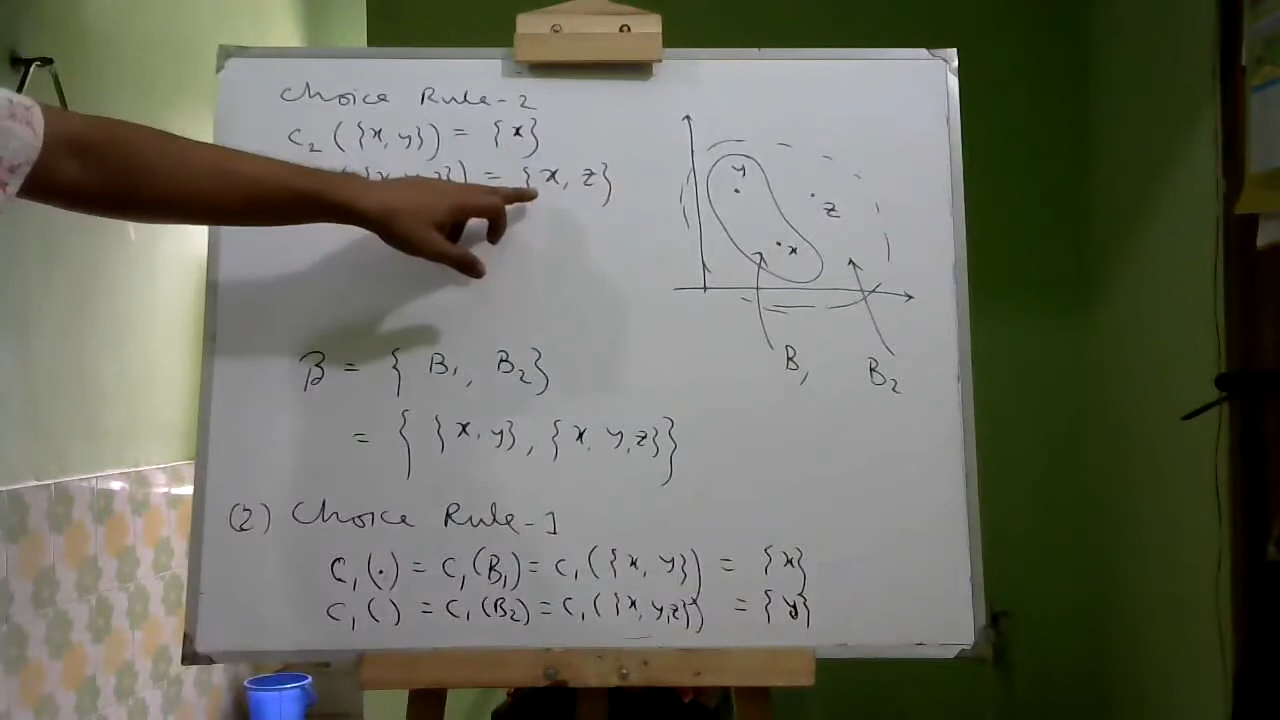 Choice Rule-2
C₂({x, y}) = {x}
({x, y, z}) = {x, z}
y
z
x
B₁
B₂
ℬ = { B₁, B₂}
= { {x, y}, {x, y, z}}
(2) Choice Rule-1
C₁(.) = C₁(B₁) = C₁({x, y}) = {x}
C₁( ) = C₁(B₂) = C₁({x, y, z}) = {y}